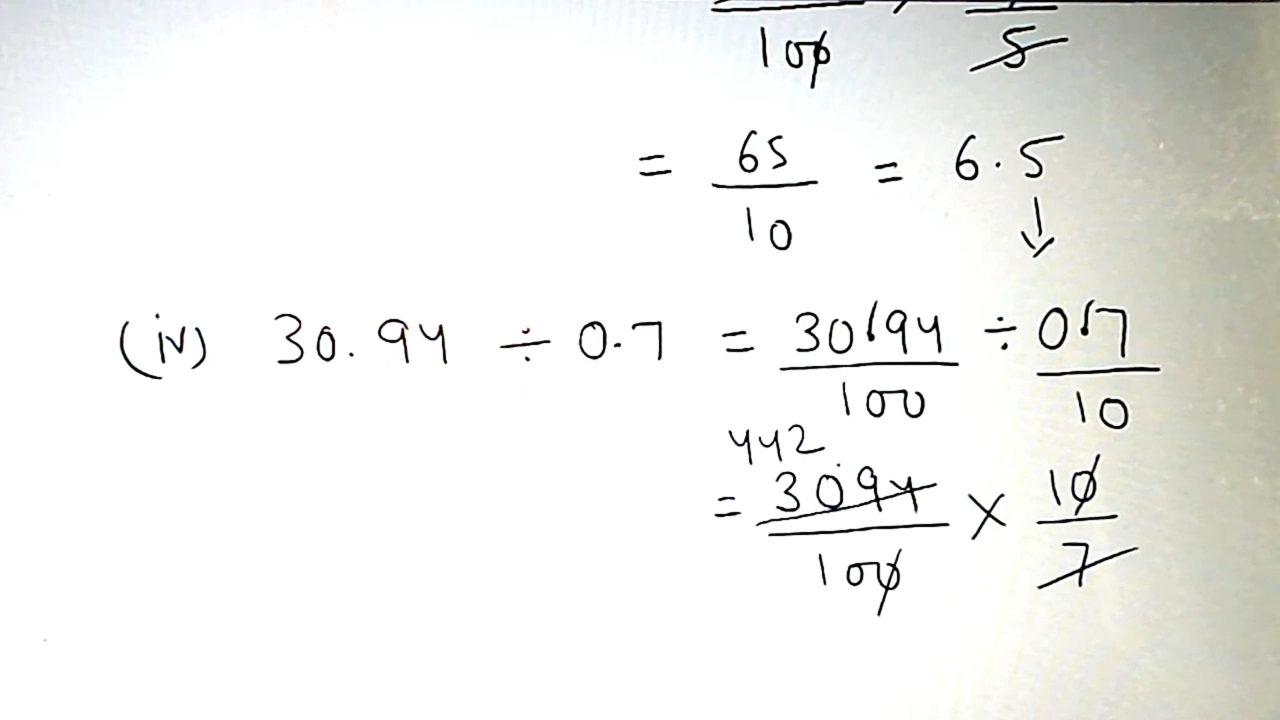 100 5
= 65/10 = 6.5
↓
(iv) 30.94 ÷ 0.7 = 30.94/100 ÷ 0.7/10
442
= 3094/100 × 10/7